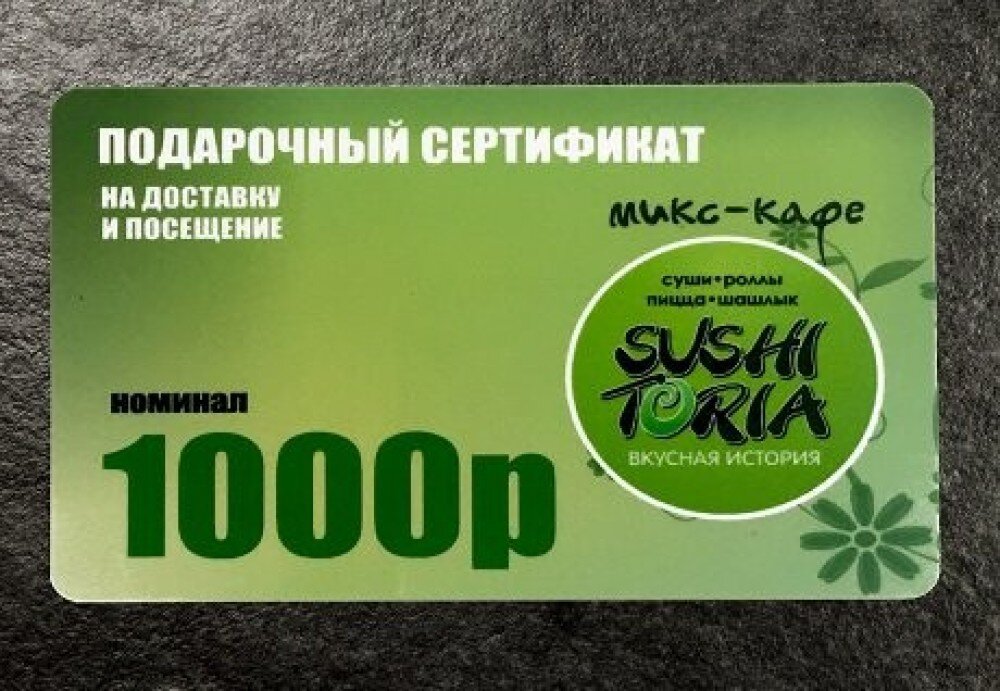 ПОДАРОЧНЫЙ СЕРТИФИКАТ
НА ДОСТАВКУ
И ПОСЕЩЕНИЕ
микс-кафе
суши•роллы
пицца•шашлык
SUSHI
TORIA
ВКУСНАЯ ИСТОРИЯ
номинал
1000р